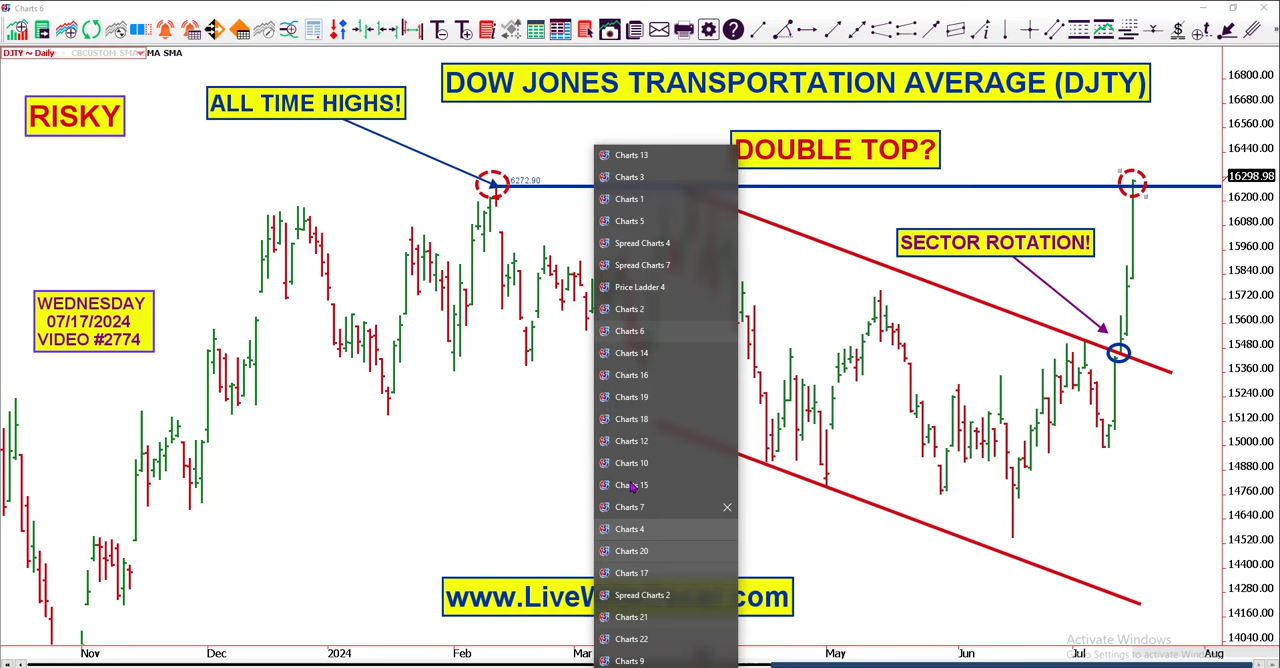 Charts 6
DJTY ~ Daily
CBCUSTOM SMA
MA SMA
DOW JONES TRANSPORTATION AVERAGE (DJTY)
RISKY
ALL TIME HIGHS!
DOUBLE TOP?
6272.90
SECTOR ROTATION!
WEDNESDAY
07/17/2024
VIDEO #2774
Charts 13
Charts 3
Charts 1
Charts 5
Spread Charts 4
Spread Charts 7
Price Ladder 4
Charts 2
Charts 6
Charts 14
Charts 16
Charts 19
Charts 18
Charts 12
Charts 10
Charts 15
Charts 7
Charts 4
Charts 20
Charts 17
Spread Charts 2
Charts 21
Charts 22
Charts 9
16800.00
16680.00
16560.00
16440.00
16298.98
16200.00
16080.00
15960.00
15840.00
15720.00
15600.00
15480.00
15360.00
15240.00
15120.00
15000.00
14880.00
14760.00
14640.00
14520.00
14400.00
14280.00
14160.00
14040.00
Activate Windows
Go to Settings to activate Windows
Nov Dec 2024 Feb Mar May Jun Jul Aug